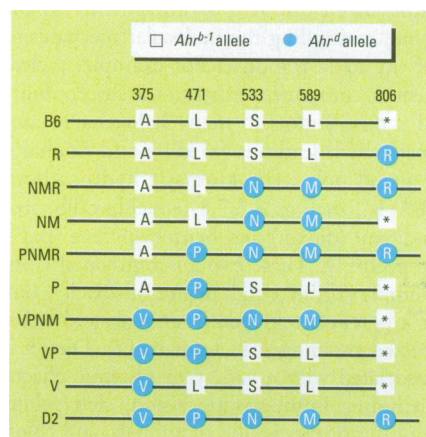 Ahrb-1 allele Ahrd allele
375 471 533 589 806
B6 A L S L *
R A L S L R
NMR A L N M R
NM A L N M *
PNMR A P N M R
P A P S L *
VPNM V P N M *
VP V P S L *
V V L S L *
D2 V P N M R